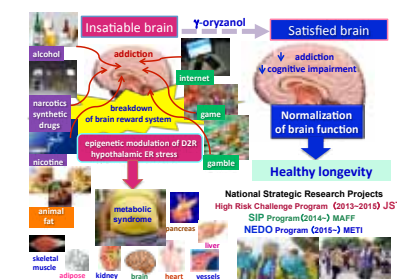 Insatiable brain
γ-oryzanol
Satisfied brain
alcohol
addiction
internet
addiction
cognitive impairment
narcotics
synthetic
drugs
breakdown
of brain reward system
game
Normalization
of brain function
nicotine
epigenetic modulation of D2R
hypothalamic ER stress
gamble
Healthy longevity
animal
fat
metabolic
syndrome
pancreas
National Strategic Research Projects
High Risk Challenge Program (2013~2015) JST
SIP Program(2014~) MAFF
NEDO Program (2015~) METI
skeletal
muscle
liver
adipose
kidney
brain
heart
vessels